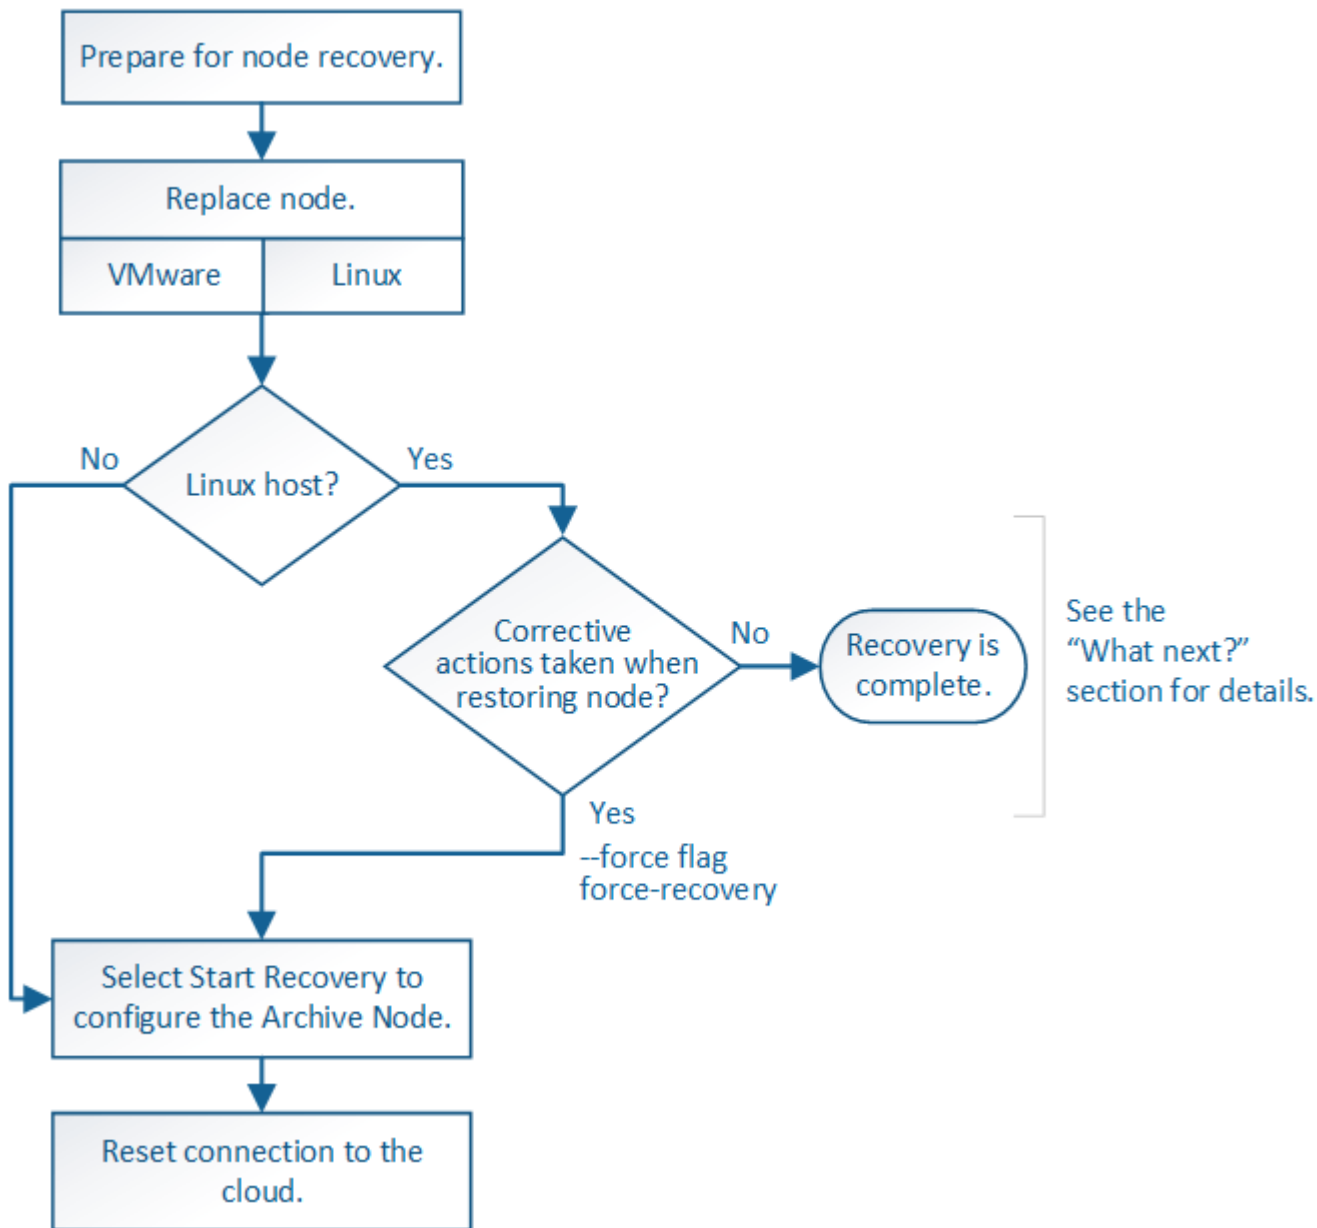 Prepare for node recovery.
Replace node.
VMware
Linux
No
Yes
Linux host?
Corrective
actions taken when
restoring node?
No
Recovery is
complete.
See the
“What next?”
section for details.
Yes
--force flag
force-recovery
Select Start Recovery to
configure the Archive Node.
Reset connection to the
cloud.